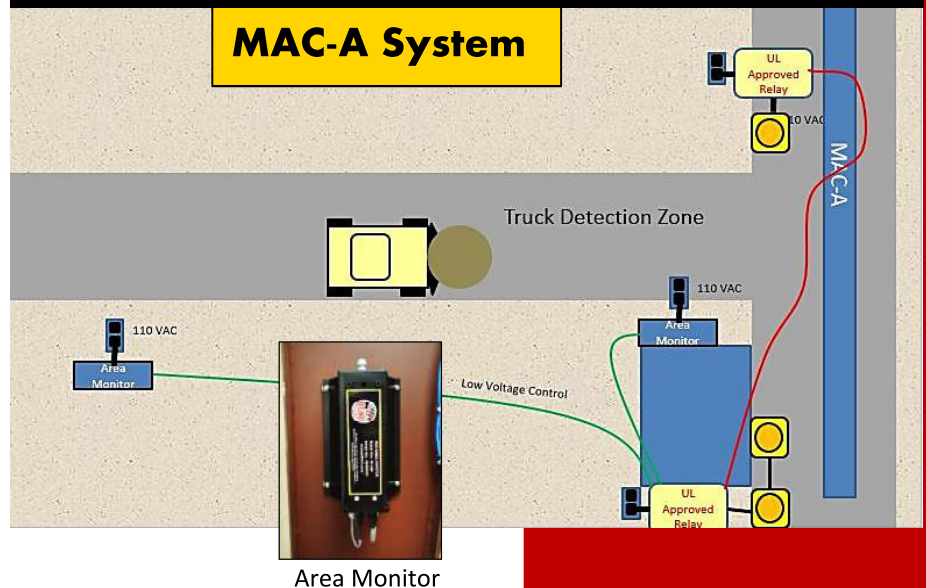 MAC-A System
UL
Approved
Relay
10 VAC
MAC-A
Truck Detection Zone
110 VAC
Area
Monitor
110 VAC
Area
Monitor
Low Voltage Control
UL
Approved
Relay
Area Monitor